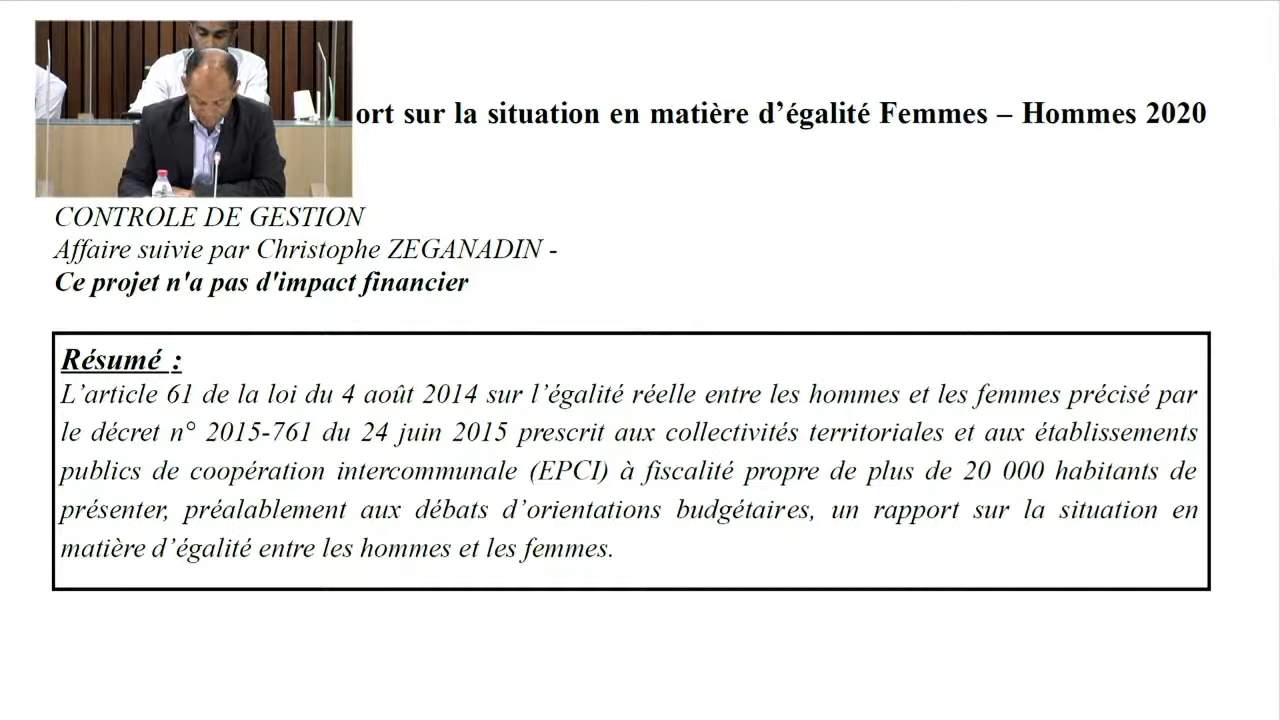 ort sur la situation en matière d’égalité Femmes – Hommes 2020
CONTROLE DE GESTION
Affaire suivie par Christophe ZEGANADIN -
Ce projet n'a pas d'impact financier
Résumé :
L’article 61 de la loi du 4 août 2014 sur l’égalité réelle entre les hommes et les femmes précisé par
le décret n° 2015-761 du 24 juin 2015 prescrit aux collectivités territoriales et aux établissements
publics de coopération intercommunale (EPCI) à fiscalité propre de plus de 20 000 habitants de
présenter, préalablement aux débats d’orientations budgétaires, un rapport sur la situation en
matière d’égalité entre les hommes et les femmes.